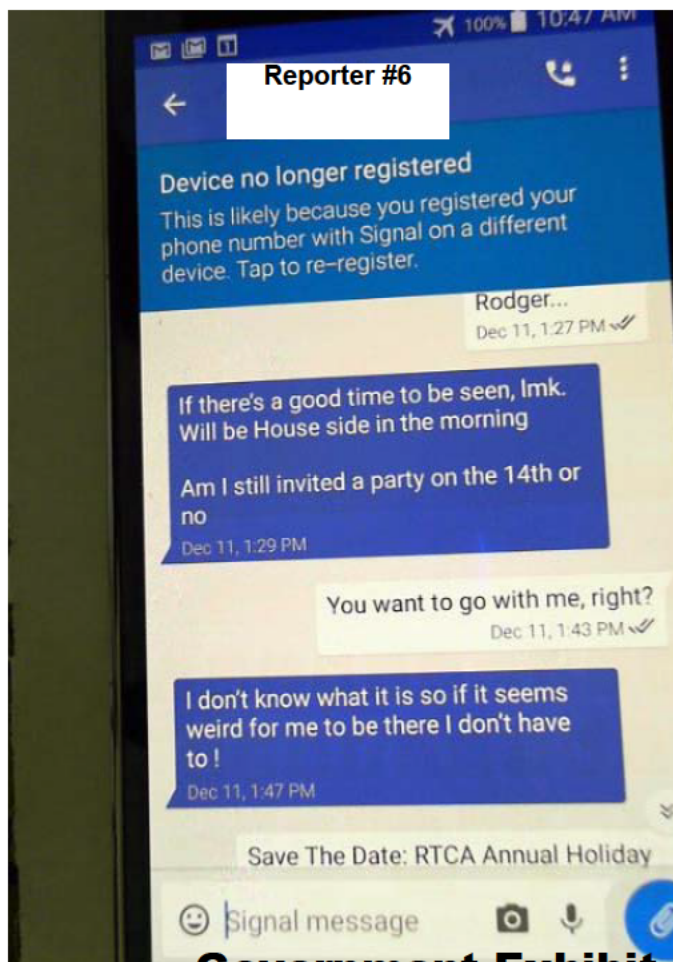 100% 10:47 AM
Reporter #6
Device no longer registered
This is likely because you registered your
phone number with Signal on a different
device. Tap to re-register.
Rodger...
Dec 11, 1:27 PM
If there's a good time to be seen, lmk.
Will be House side in the morning
Am I still invited a party on the 14th or
no
Dec 11, 1:29 PM
You want to go with me, right?
Dec 11, 1:43 PM
I don't know what it is so if it seems
weird for me to be there I don't have
to !
Dec 11, 1:47 PM
Save The Date: RTCA Annual Holiday
Signal message
Government Exhibit